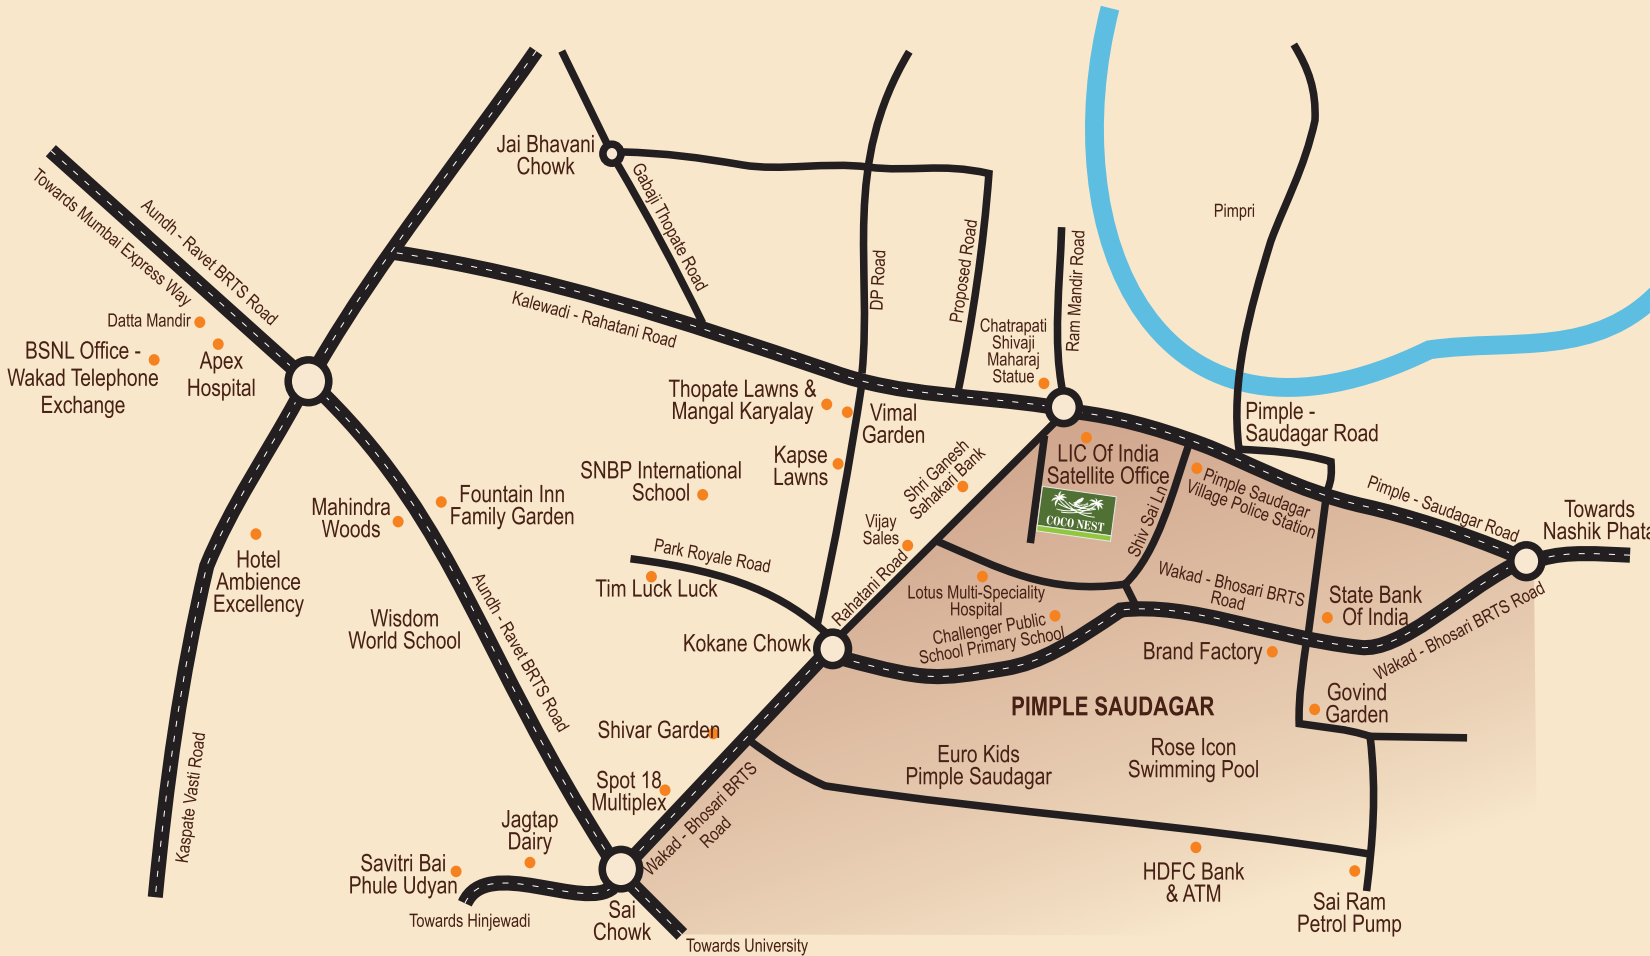 Jai Bhavani
Chowk
Gabaji Thopate Road
Aundh - Ravet BRTS Road
Towards Mumbai Express Way
Datta Mandir
BSNL Office -
Wakad Telephone
Exchange
Apex
Hospital
Kalewadi - Rahatani Road
DP Road
Proposed Road
Ram Mandir Road
Pimpri
Chatrapati
Shivaji
Maharaj
Statue
Thopate Lawns &
Mangal Karyalay
Vimal
Garden
Kapse
Lawns
SNBP International
School
Shri Ganesh
Sahakari Bank
LIC Of India
Satellite Office
COCO NEST
Shiv Sai Ln
Pimple Saudagar
Village Police Station
Pimple -
Saudagar Road
Pimple - Saudagar Road
Towards
Nashik Phata
Mahindra
Woods
Fountain Inn
Family Garden
Hotel
Ambience
Excellency
Vijay
Sales
Park Royale Road
Tim Luck Luck
Rahatani Road
Wisdom
World School
Aundh - Ravet BRTS Road
Kokane Chowk
Lotus Multi-Speciality
Hospital
Challenger Public
School Primary School
Wakad - Bhosari BRTS
Road
State Bank
Of India
Brand Factory
Wakad - Bhosari BRTS Road
PIMPLE SAUDAGAR
Govind
Garden
Shivar Garden
Euro Kids
Pimple Saudagar
Rose Icon
Swimming Pool
Spot 18
Multiplex
Wakad - Bhosari BRTS
Road
Kaspate Vasti Road
Jagtap
Dairy
Savitri Bai
Phule Udyan
Towards Hinjewadi
Sai
Chowk
Towards University
HDFC Bank
& ATM
Sai Ram
Petrol Pump